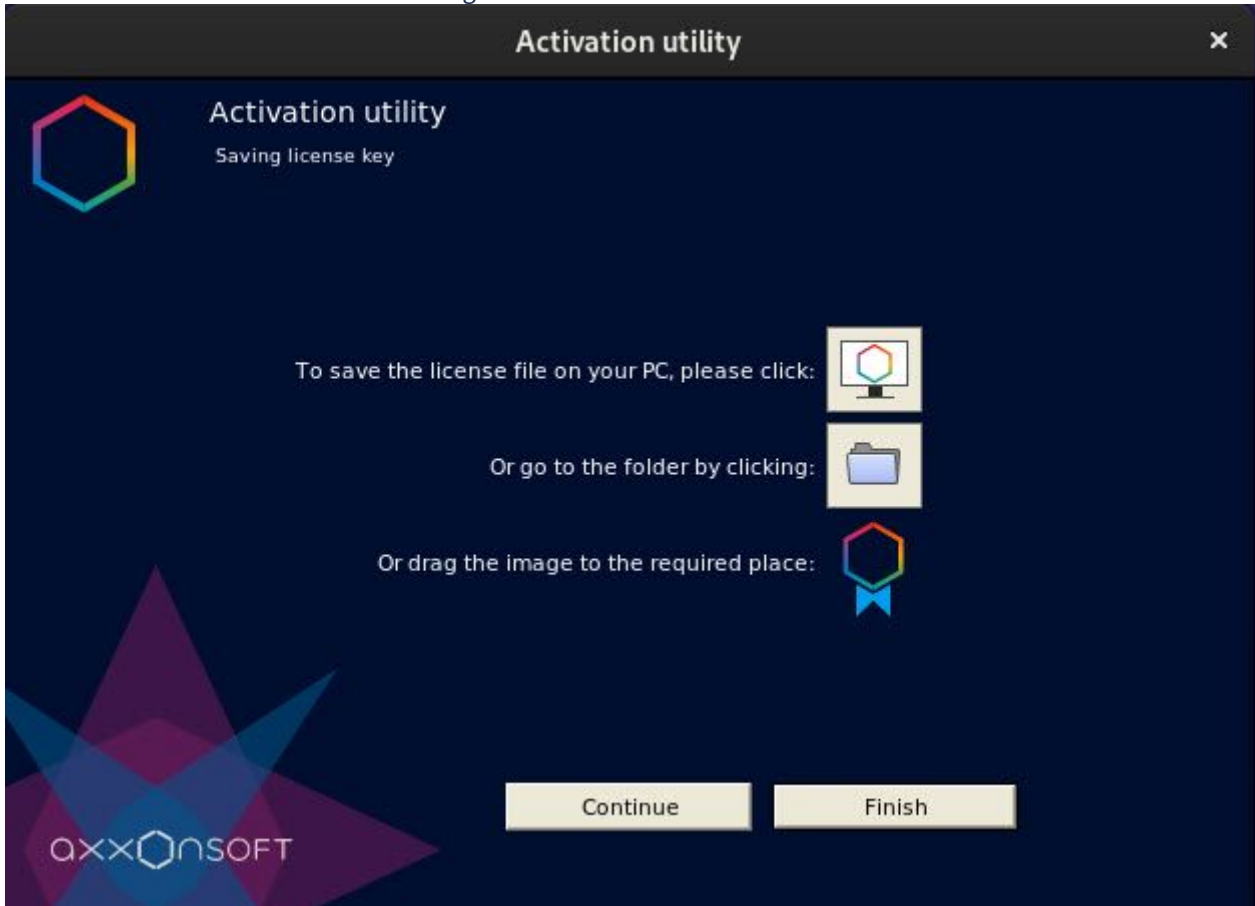 Activation utility
Activation utility
Saving license key
To save the license file on your PC, please click:
Or go to the folder by clicking:
Or drag the image to the required place:
Continue
Finish
axxonsoft